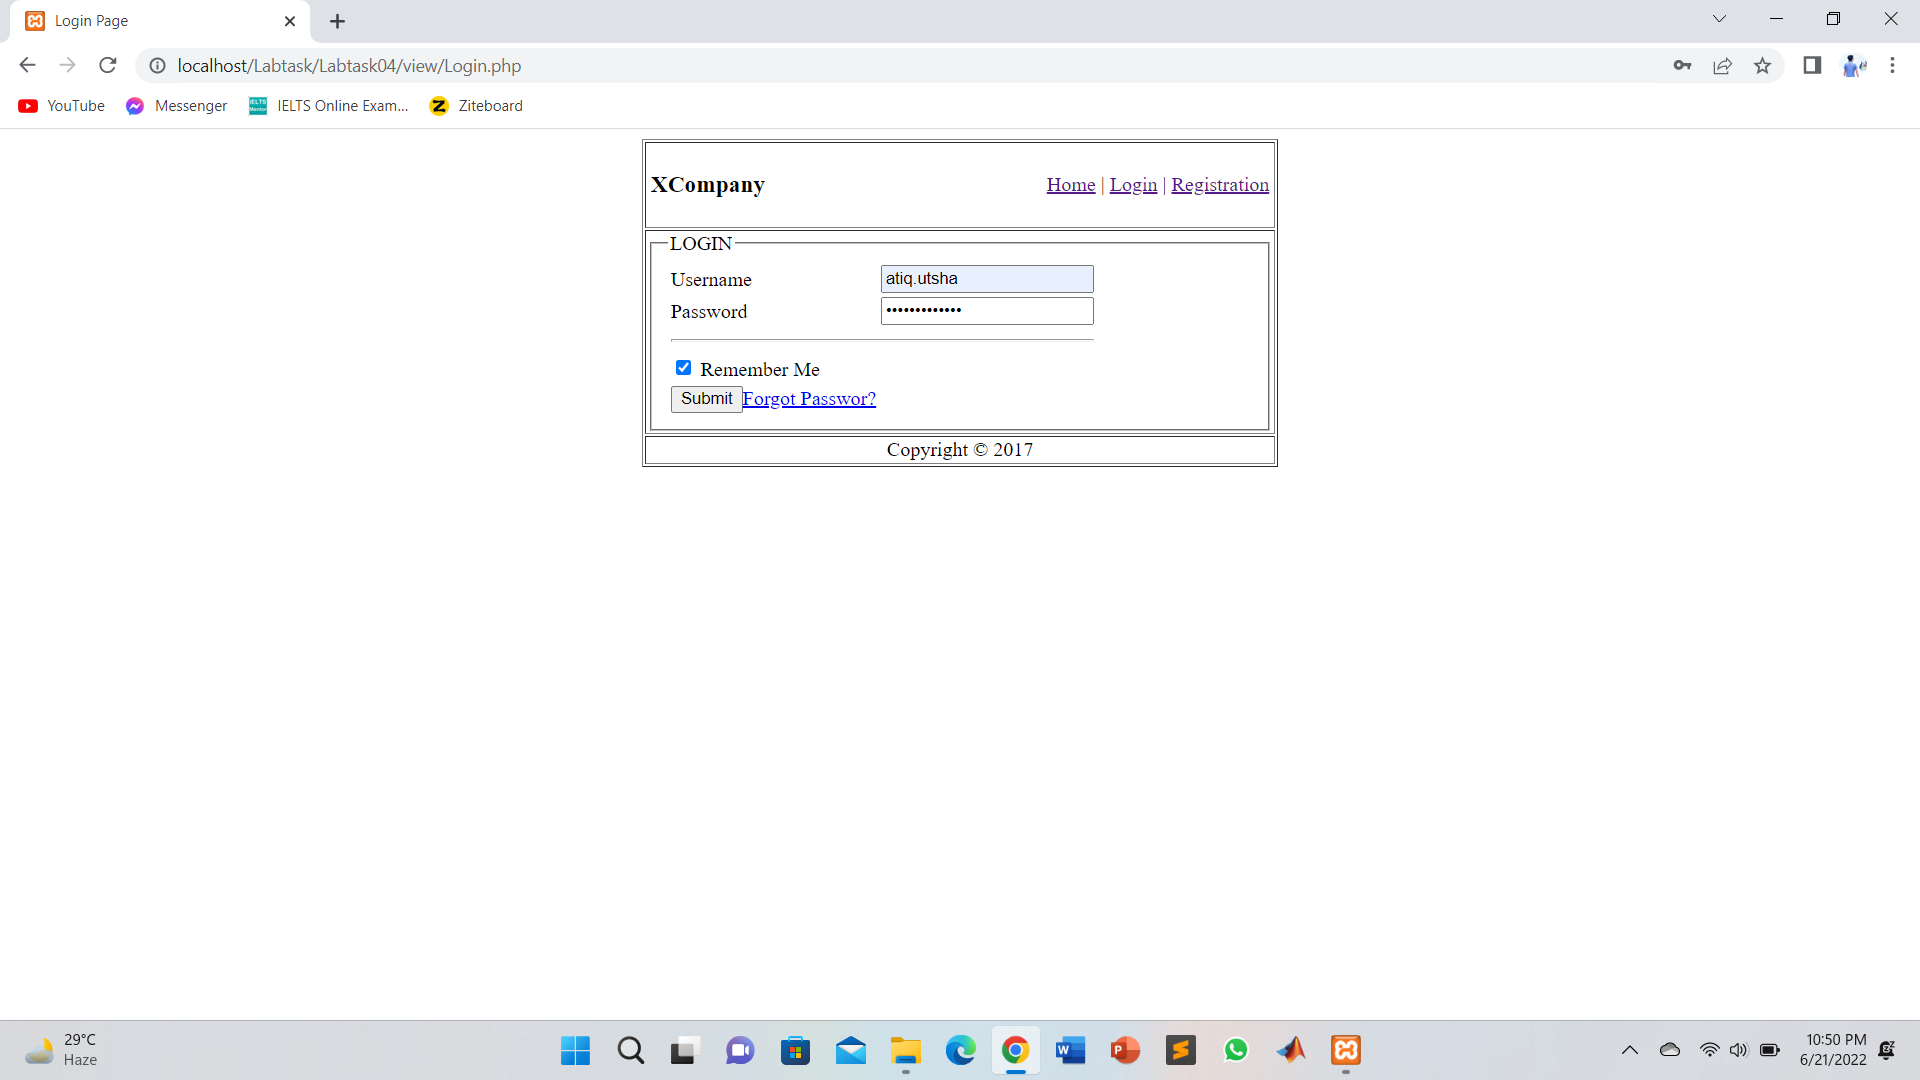 Login Page
localhost/Labtask/Labtask04/view/Login.php
YouTube Messenger IELTS Online Exam... Ziteboard
XCompany Home | Login | Registration
LOGIN
Username atiq.utsha
Password •••••••••••••
Remember Me
Submit Forgot Passwor?
Copyright © 2017
29°C
Haze
10:50 PM
6/21/2022